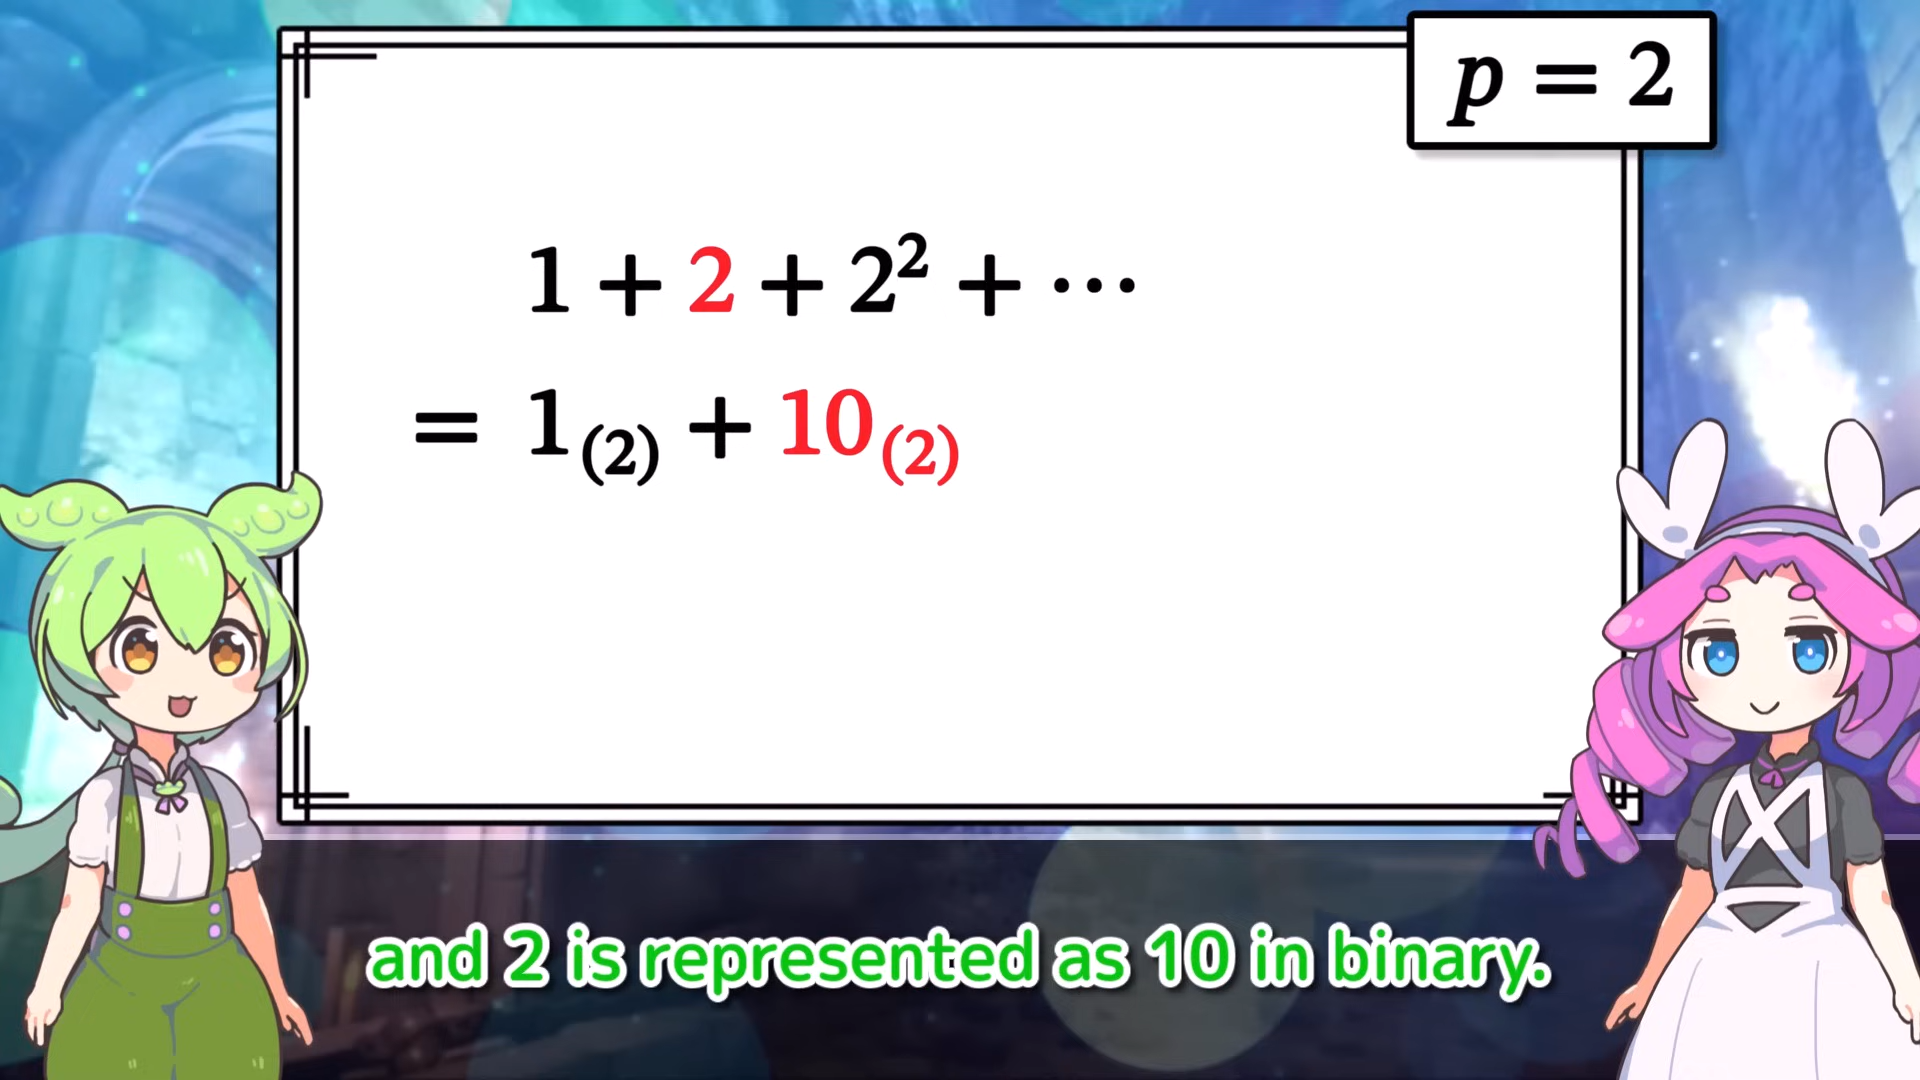 p = 2
1 + 2 + 2² + ⋯
= 1₍₂₎ + 10₍₂₎
and 2 is represented as 10 in binary.